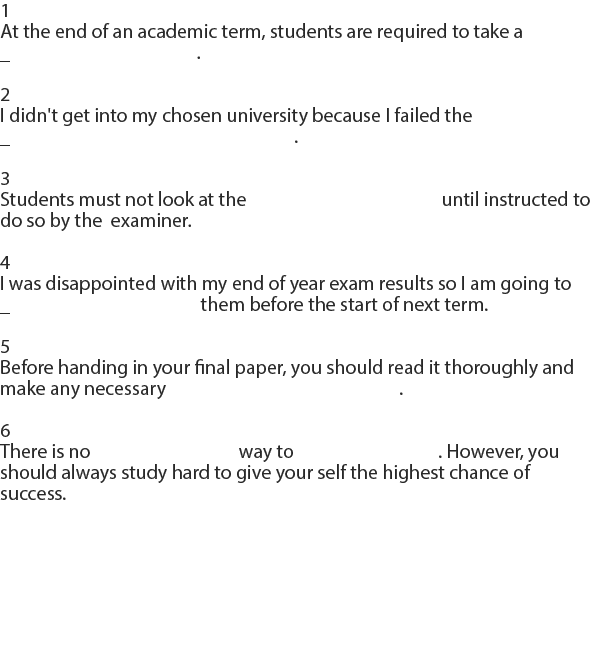 1
At the end of an academic term, students are required to take a
_ .
2
I didn't get into my chosen university because I failed the
_ .
3
Students must not look at the until instructed to
do so by the examiner.
4
I was disappointed with my end of year exam results so I am going to
_ them before the start of next term.
5
Before handing in your final paper, you should read it thoroughly and
make any necessary .
6
There is no way to . However, you
should always study hard to give your self the highest chance of
success.